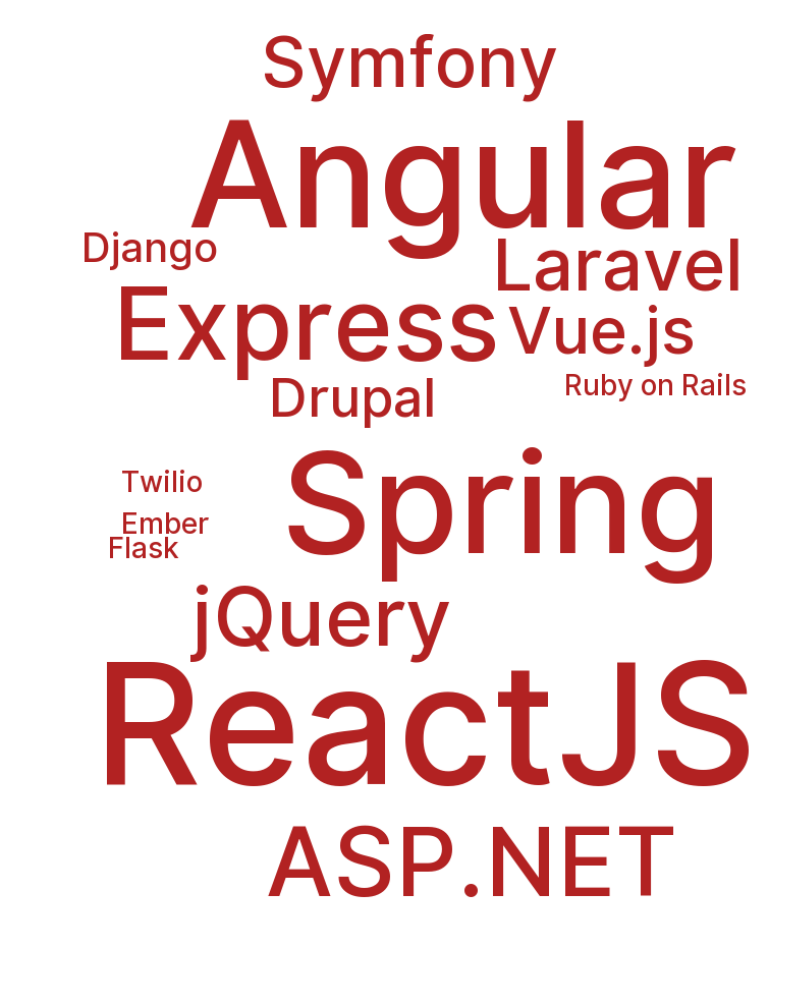 Symfony
Angular
Django
Laravel
Express
Vue.js
Drupal
Ruby on Rails
Spring
Twilio
Ember
Flask
jQuery
ReactJS
ASP.NET